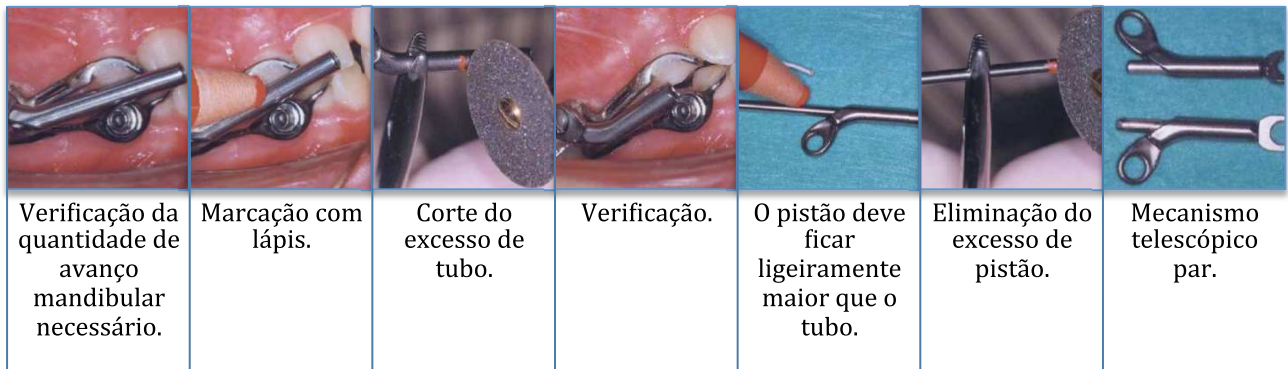 Verificação da
quantidade de
avanço
mandibular
necessário.
Marcação com
lápis.
Corte do
excesso de
tubo.
Verificação.
O pistão deve
ficar
ligeiramente
maior que o
tubo.
Eliminação do
excesso de
pistão.
Mecanismo
telescópico
par.